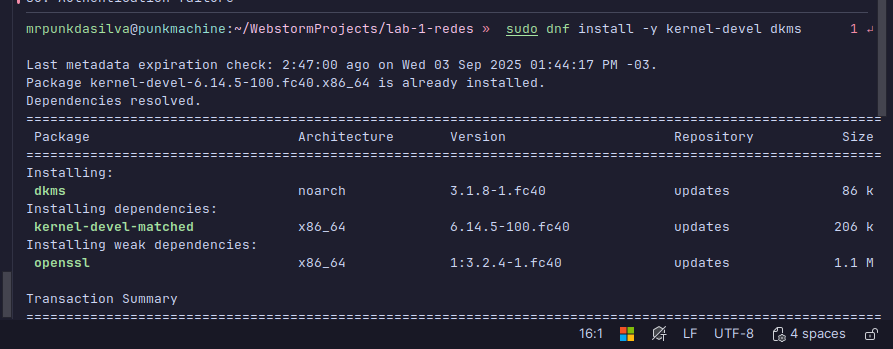 su: Authentication failure
mrpunkdasilva@punkmachine:~/WebstormProjects/lab-1-redes » sudo dnf install -y kernel-devel dkms 1 ↵
Last metadata expiration check: 2:47:00 ago on Wed 03 Sep 2025 01:44:17 PM -03.
Package kernel-devel-6.14.5-100.fc40.x86_64 is already installed.
Dependencies resolved.
================================================================================
Package Architecture Version Repository Size
================================================================================
Installing:
dkms noarch 3.1.8-1.fc40 updates 86 k
Installing dependencies:
kernel-devel-matched x86_64 6.14.5-100.fc40 updates 206 k
Installing weak dependencies:
openssl x86_64 1:3.2.4-1.fc40 updates 1.1 M
Transaction Summary
================================================================================
16:1 LF UTF-8 4 spaces